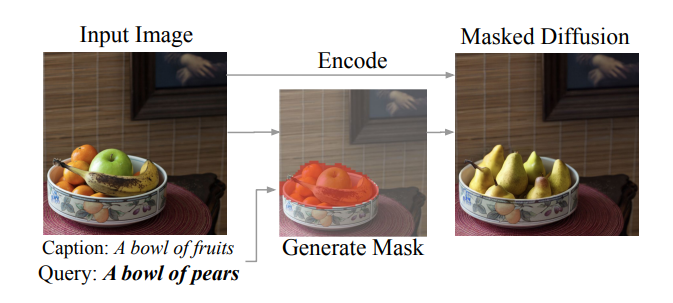 Input Image
Encode
Masked Diffusion
Caption: A bowl of fruits
Query: A bowl of pears
Generate Mask